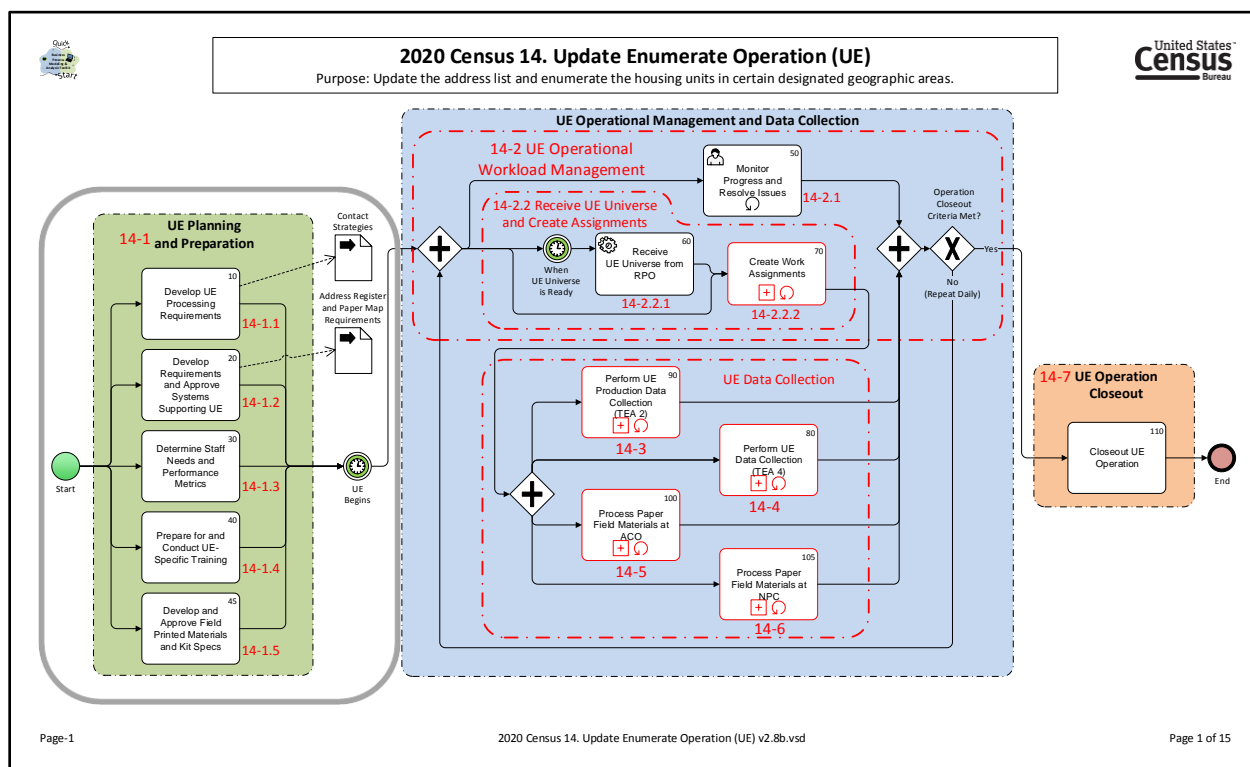 Quick
Start
2020 Census 14. Update Enumerate Operation (UE)
Purpose: Update the address list and enumerate the housing units in certain designated geographic areas.
United States™
Census
Bureau
UE Planning
and Preparation
14-1
Contact
Strategies
Address Register
and Paper Map
Requirements
10
Develop UE
Processing
Requirements
14-1.1
20
Develop
Requirements
and Approve
Systems
Supporting UE
14-1.2
Start
30
Determine Staff
Needs and
Performance
Metrics
14-1.3
40
Prepare for and
Conduct UE-
Specific Training
14-1.4
45
Develop and
Approve Field
Printed Materials
and Kit Specs
14-1.5
UE
Begins
UE Operational Management and Data Collection
14-2 UE Operational
Workload Management
50
Monitor
Progress and
Resolve Issues
14-2.1
14-2.2 Receive UE Universe
and Create Assignments
When
UE Universe
is Ready
60
Receive
UE Universe from
RPO
14-2.2.1
70
Create Work
Assignments
14-2.2.2
Operation
Closeout
Criteria Met?
X
Yes
No
(Repeat Daily)
UE Data Collection
90
Perform UE
Production Data
Collection
(TEA 2)
14-3
80
Perform UE
Data Collection
(TEA 4)
14-4
100
Process Paper
Field Materials at
ACO
14-5
105
Process Paper
Field Materials at
NPC
14-6
14-7 UE Operation
Closeout
110
Closeout UE
Operation
End
Page-1
2020 Census 14. Update Enumerate Operation (UE) v2.8b.vsd
Page 1 of 15